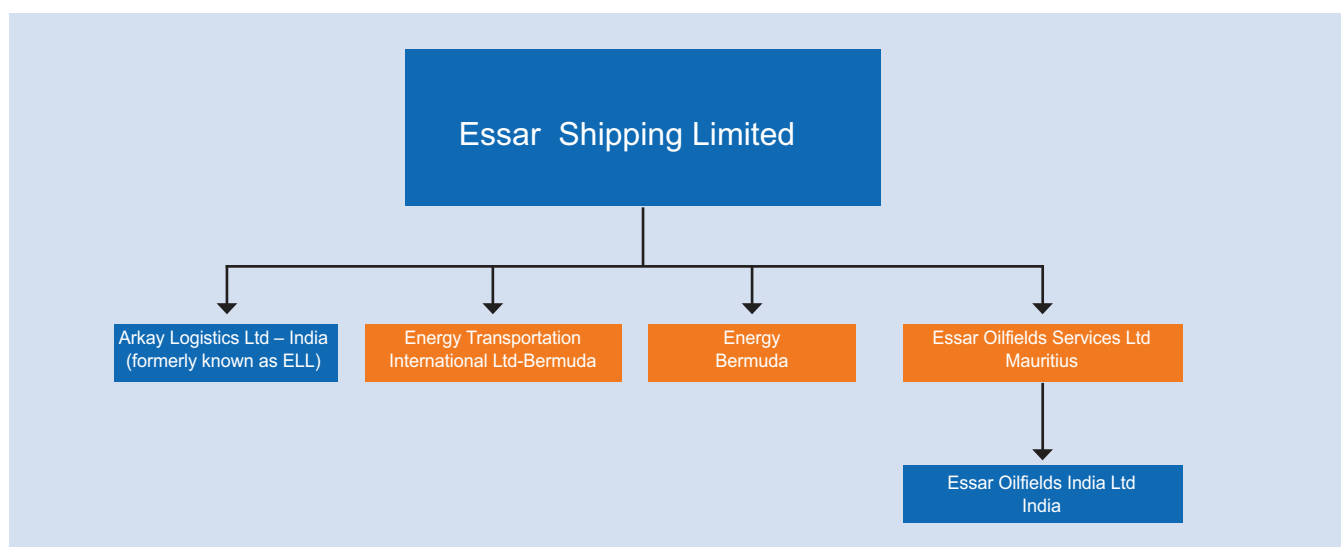 Essar Shipping Limited
Arkay Logistics Ltd – India
(formerly known as ELL)
Energy Transportation
International Ltd-Bermuda
Energy
Bermuda
Essar Oilfields Services Ltd
Mauritius
Essar Oilfields India Ltd
India